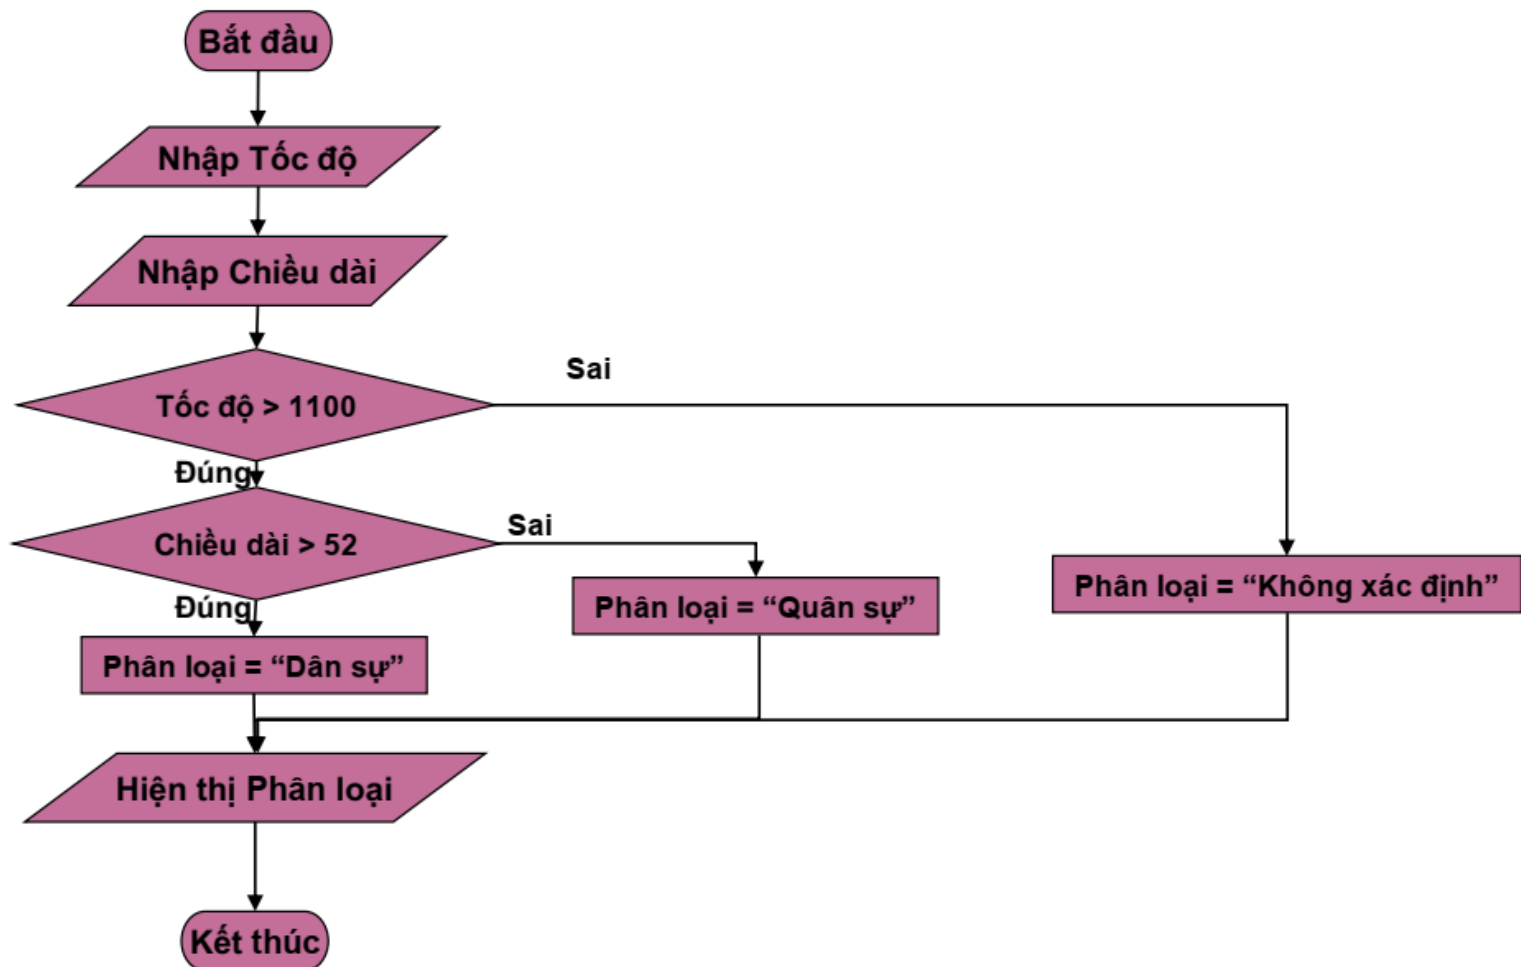 Bắt đầu
Nhập Tốc độ
Nhập Chiều dài
Tốc độ > 1100
Sai
Đúng
Chiều dài > 52
Sai
Đúng
Phân loại = “Dân sự”
Phân loại = “Quân sự”
Phân loại = “Không xác định”
Hiện thị Phân loại
Kết thúc